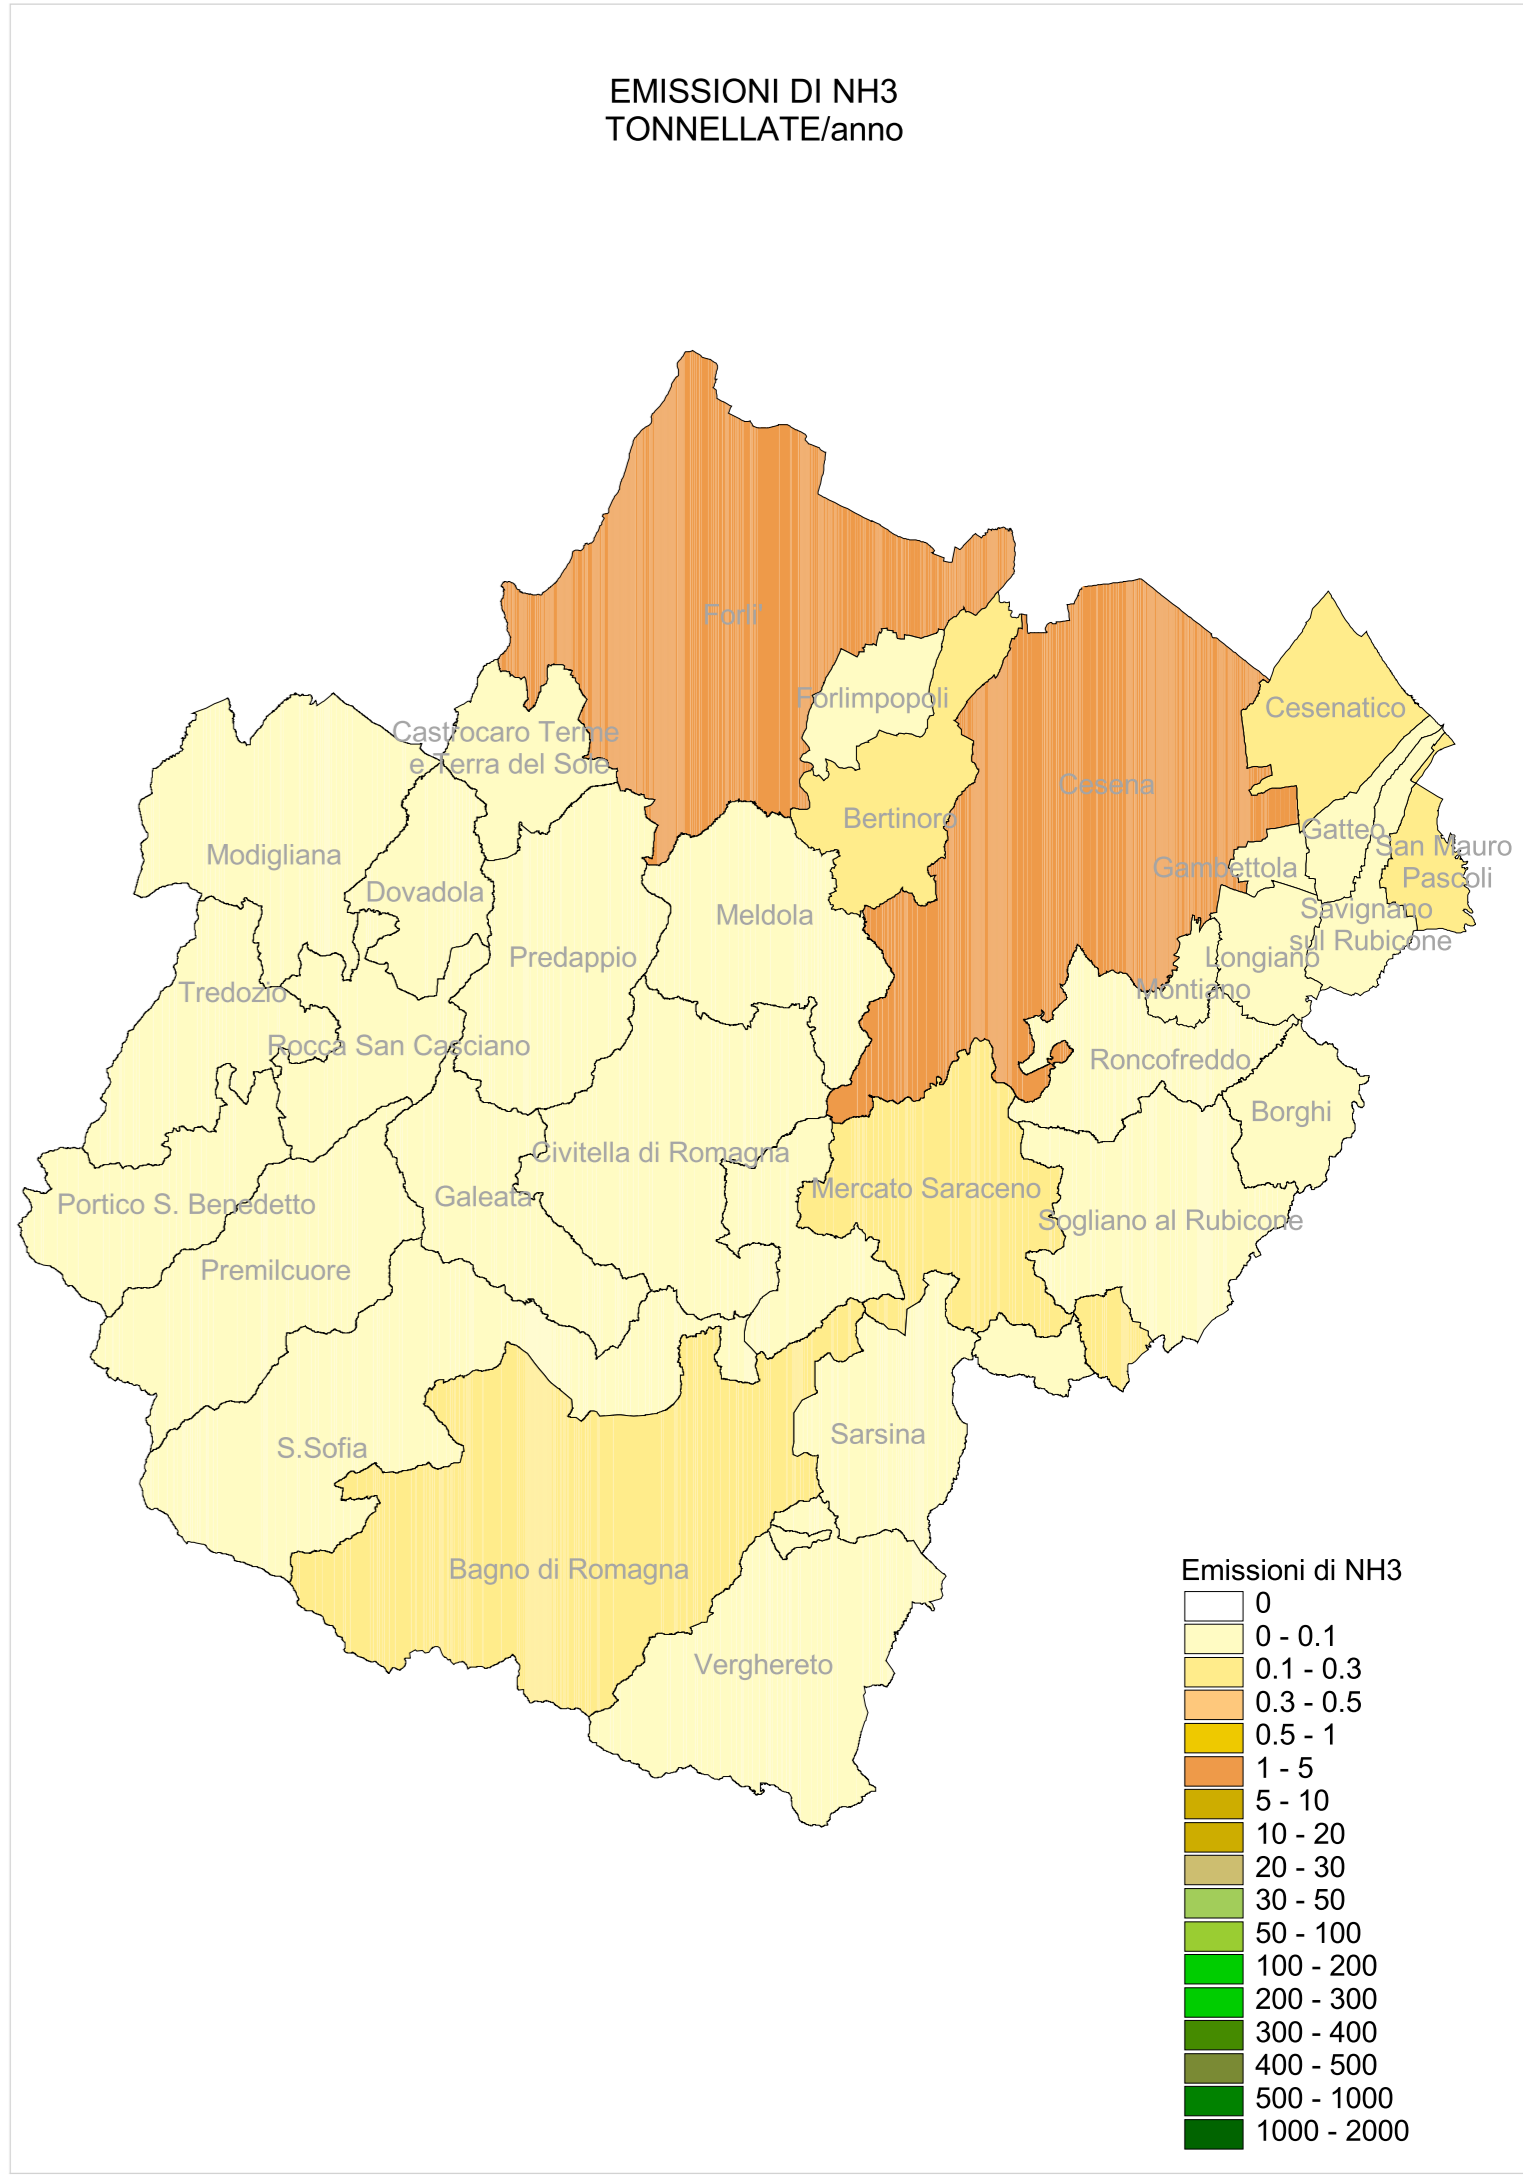 EMISSIONI DI NH3
TONNELLATE/anno
Forli'
Forlimpopoli
Cesenatico
Castrocaro Terme
e Terra del Sole
Cesena
Bertinoro
Gatteo
San Mauro
Pascoli
Modigliana
Gambettola
Dovadola
Meldola
Savignano
sul Rubicone
Predappio
Longiano
Tredozio
Montiano
Rocca San Casciano
Roncofreddo
Borghi
Civitella di Romagna
Mercato Saraceno
Galeata
Portico S. Benedetto
Sogliano al Rubicone
Premilcuore
Sarsina
S.Sofia
Bagno di Romagna
Verghereto
Emissioni di NH3
0
0 - 0.1
0.1 - 0.3
0.3 - 0.5
0.5 - 1
1 - 5
5 - 10
10 - 20
20 - 30
30 - 50
50 - 100
100 - 200
200 - 300
300 - 400
400 - 500
500 - 1000
1000 - 2000